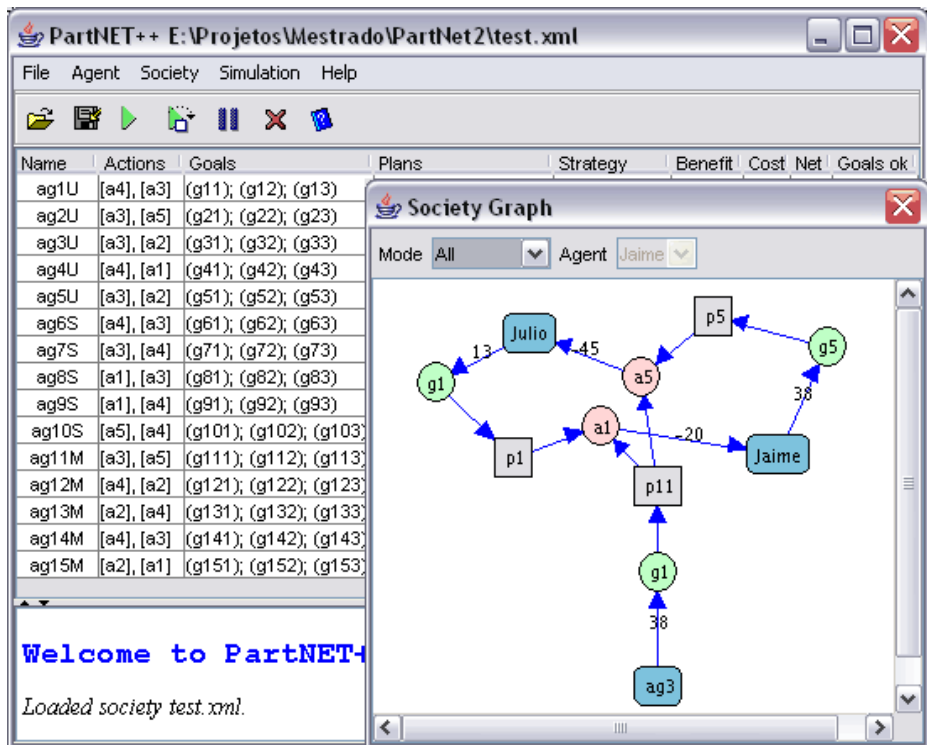 PartNET++ E:\Projetos\Mestrado\PartNet2\test.xml
File Agent Society Simulation Help
Name Actions Goals Plans Strategy Benefit Cost Net Goals ok
ag1U [a4], [a3] (g11); (g12); (g13)
ag2U [a3], [a5] (g21); (g22); (g23)
ag3U [a3], [a2] (g31); (g32); (g33)
ag4U [a4], [a1] (g41); (g42); (g43)
ag5U [a3], [a2] (g51); (g52); (g53)
ag6S [a4], [a3] (g61); (g62); (g63)
ag7S [a3], [a4] (g71); (g72); (g73)
ag8S [a1], [a3] (g81); (g82); (g83)
ag9S [a1], [a4] (g91); (g92); (g93)
ag10S [a5], [a4] (g101); (g102); (g103)
ag11M [a3], [a5] (g111); (g112); (g113)
ag12M [a4], [a2] (g121); (g122); (g123)
ag13M [a2], [a4] (g131); (g132); (g133)
ag14M [a4], [a3] (g141); (g142); (g143)
ag15M [a2], [a1] (g151); (g152); (g153)
Welcome to PartNET+
Loaded society test.xml.
Society Graph
Mode All Agent Jaime
p5
Julio
g5
13
-45
g1
a5
38
a1
-20
p1
Jaime
p11
g1
38
ag3